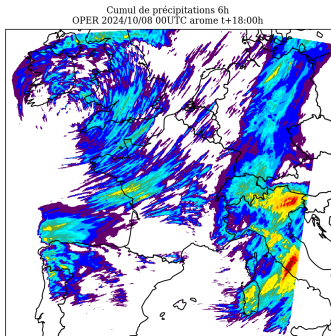 Cumul de précipitations 6h
OPER 2024/10/08 00UTC arome t+18:00h